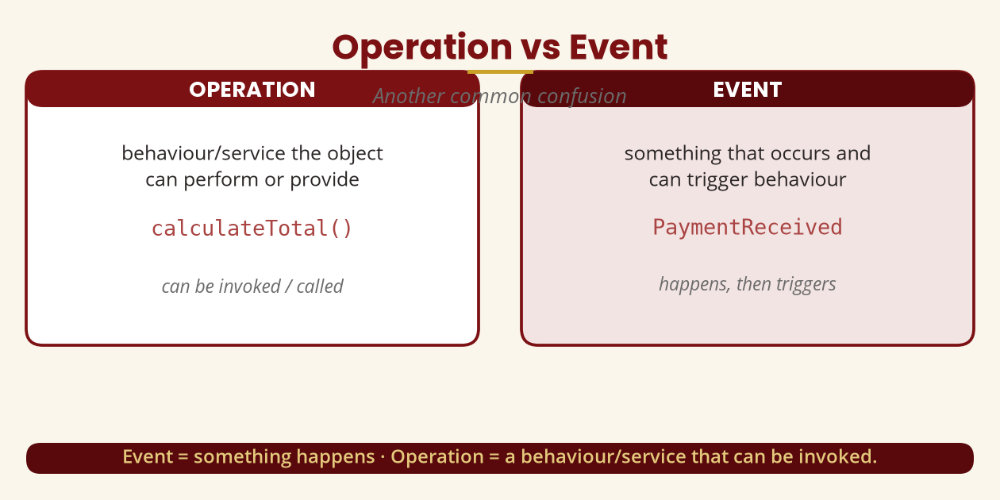 Operation vs Event
Another common confusion
OPERATION
behaviour/service the object
can perform or provide
calculateTotal()
can be invoked / called
EVENT
something that occurs and
can trigger behaviour
PaymentReceived
happens, then triggers
Event = something happens · Operation = a behaviour/service that can be invoked.